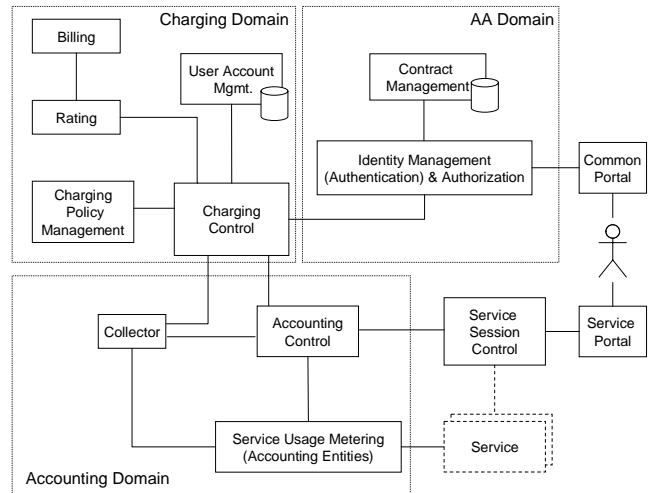 Charging Domain
AA Domain
Billing
User Account
Mgmt.
Contract
Management
Rating
Identity Management
(Authentication) & Authorization
Common
Portal
Charging
Policy
Management
Charging
Control
Collector
Accounting
Control
Service
Session
Control
Service
Portal
Service Usage Metering
(Accounting Entities)
Service
Accounting Domain